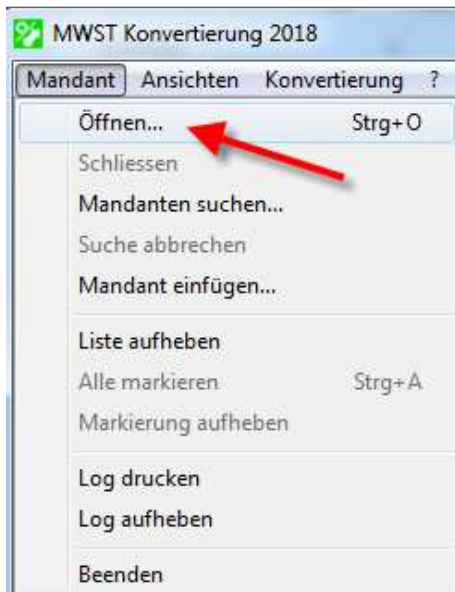 MWST Konvertierung 2018
Mandant Ansichten Konvertierung ?
Öffnen... Strg+O
Schliessen
Mandanten suchen...
Suche abbrechen
Mandant einfügen...
Liste aufheben
Alle markieren Strg+A
Markierung aufheben
Log drucken
Log aufheben
Beenden